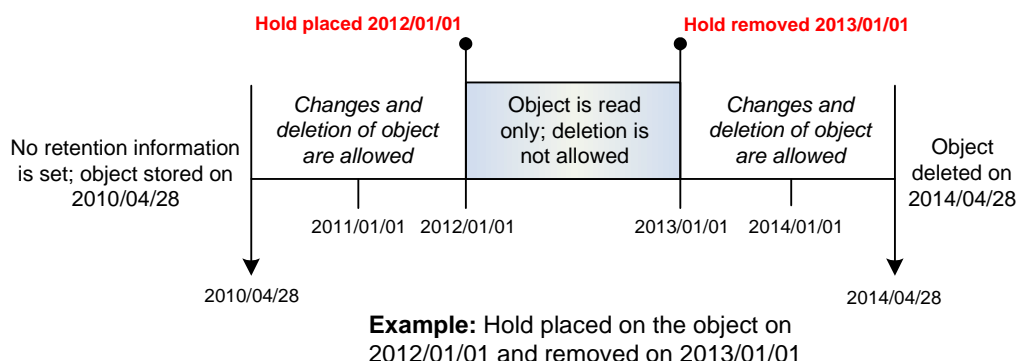 Hold placed 2012/01/01
Hold removed 2013/01/01
No retention information
is set; object stored on
2010/04/28
Changes and
deletion of object
are allowed
Object is read
only; deletion is
not allowed
Changes and
deletion of object
are allowed
Object
deleted on
2014/04/28
2011/01/01
2012/01/01
2013/01/01
2014/01/01
2010/04/28
2014/04/28
Example: Hold placed on the object on
2012/01/01 and removed on 2013/01/01